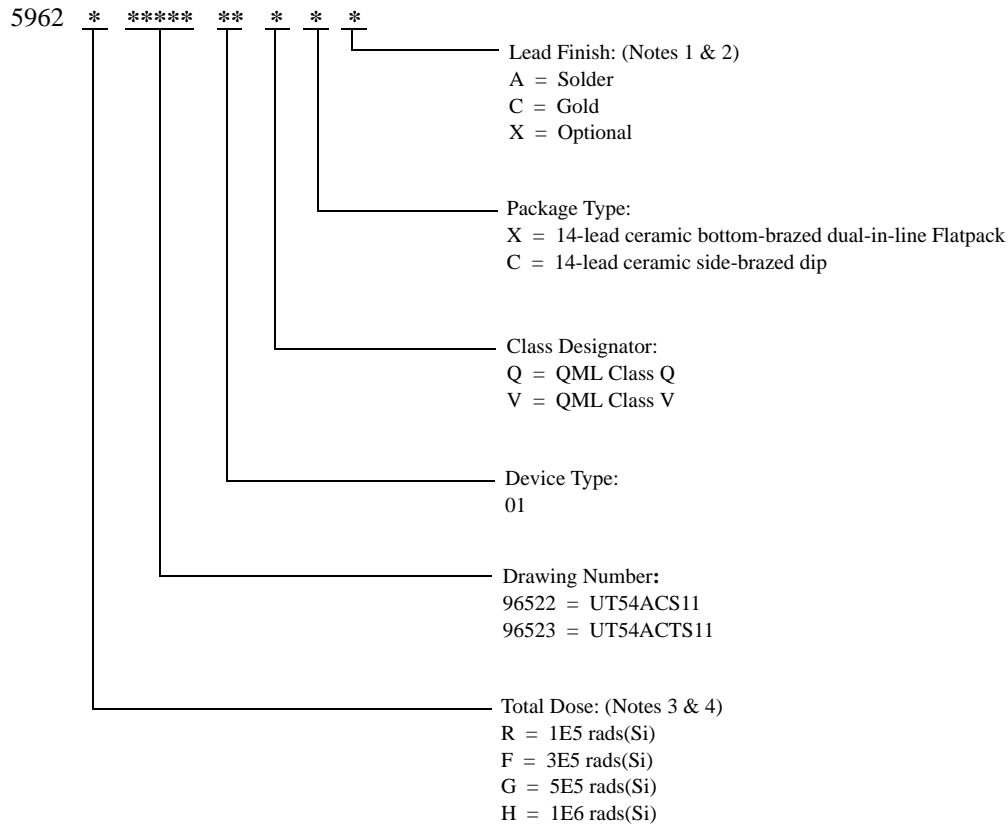 5962 * ***** ** * * *
Lead Finish: (Notes 1 & 2)
A = Solder
C = Gold
X = Optional
Package Type:
X = 14-lead ceramic bottom-brazed dual-in-line Flatpack
C = 14-lead ceramic side-brazed dip
Class Designator:
Q = QML Class Q
V = QML Class V
Device Type:
01
Drawing Number:
96522 = UT54ACS11
96523 = UT54ACTS11
Total Dose: (Notes 3 & 4)
R = 1E5 rads(Si)
F = 3E5 rads(Si)
G = 5E5 rads(Si)
H = 1E6 rads(Si)